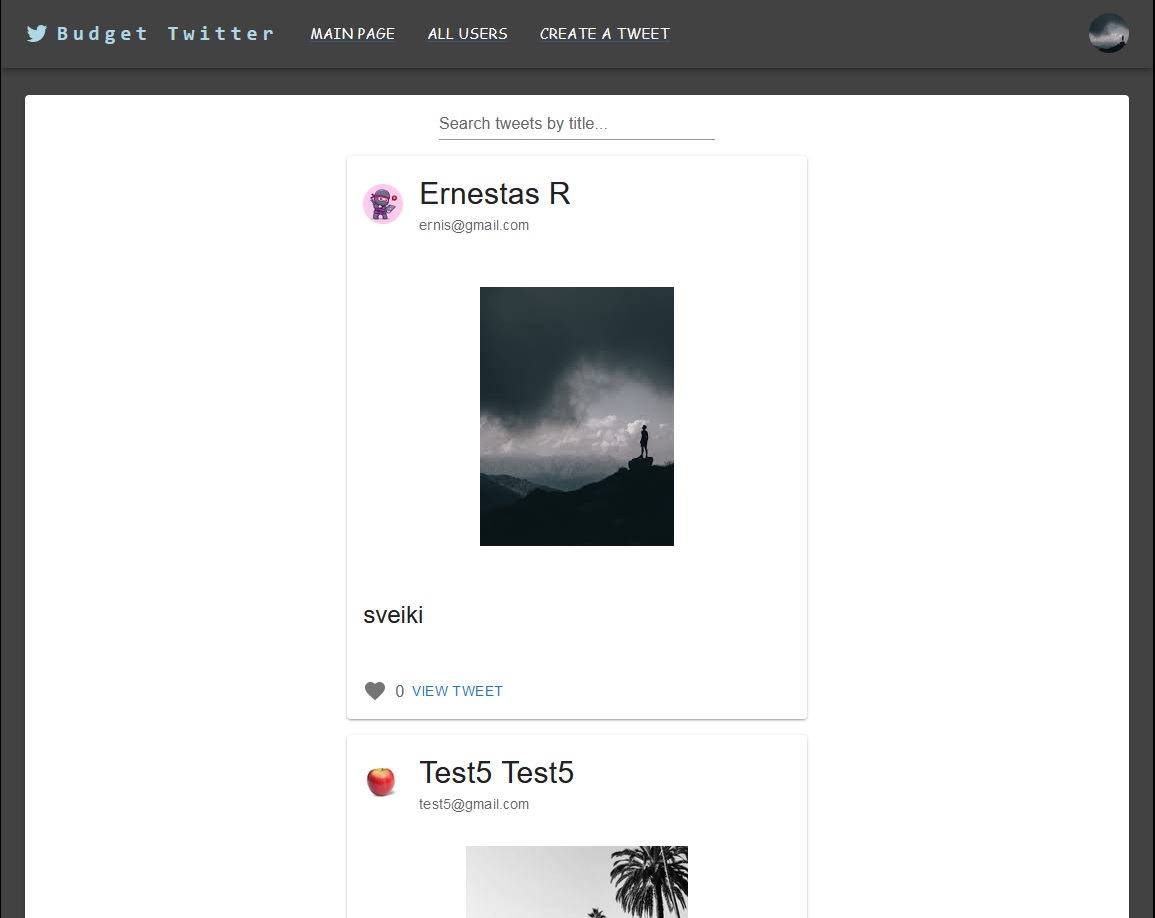 Budget Twitter
MAIN PAGE
ALL USERS
CREATE A TWEET
Search tweets by title...
Ernestas R
ernis@gmail.com
sveiki
0 VIEW TWEET
Test5 Test5
test5@gmail.com